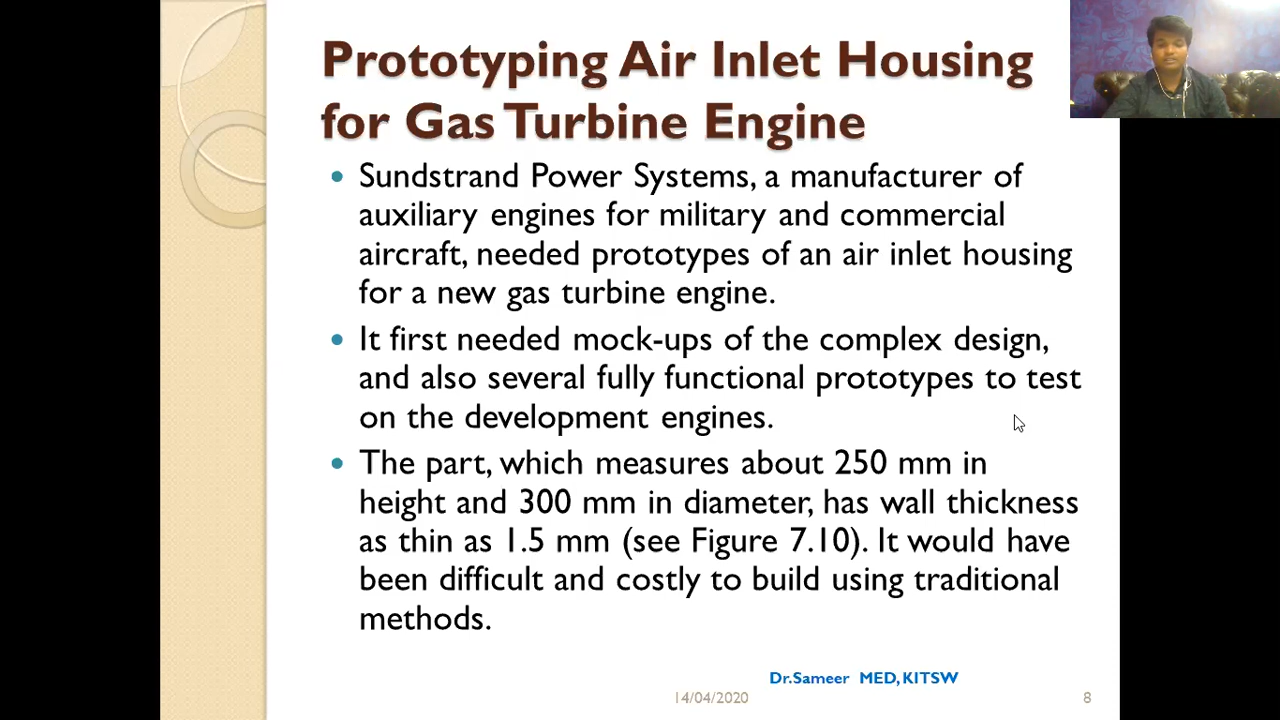 Prototyping Air Inlet Housing
for Gas Turbine Engine
• Sundstrand Power Systems, a manufacturer of
auxiliary engines for military and commercial
aircraft, needed prototypes of an air inlet housing
for a new gas turbine engine.
• It first needed mock-ups of the complex design,
and also several fully functional prototypes to test
on the development engines.
• The part, which measures about 250 mm in
height and 300 mm in diameter, has wall thickness
as thin as 1.5 mm (see Figure 7.10). It would have
been difficult and costly to build using traditional
methods.
Dr.Sameer MED, KITSW
14/04/2020 8